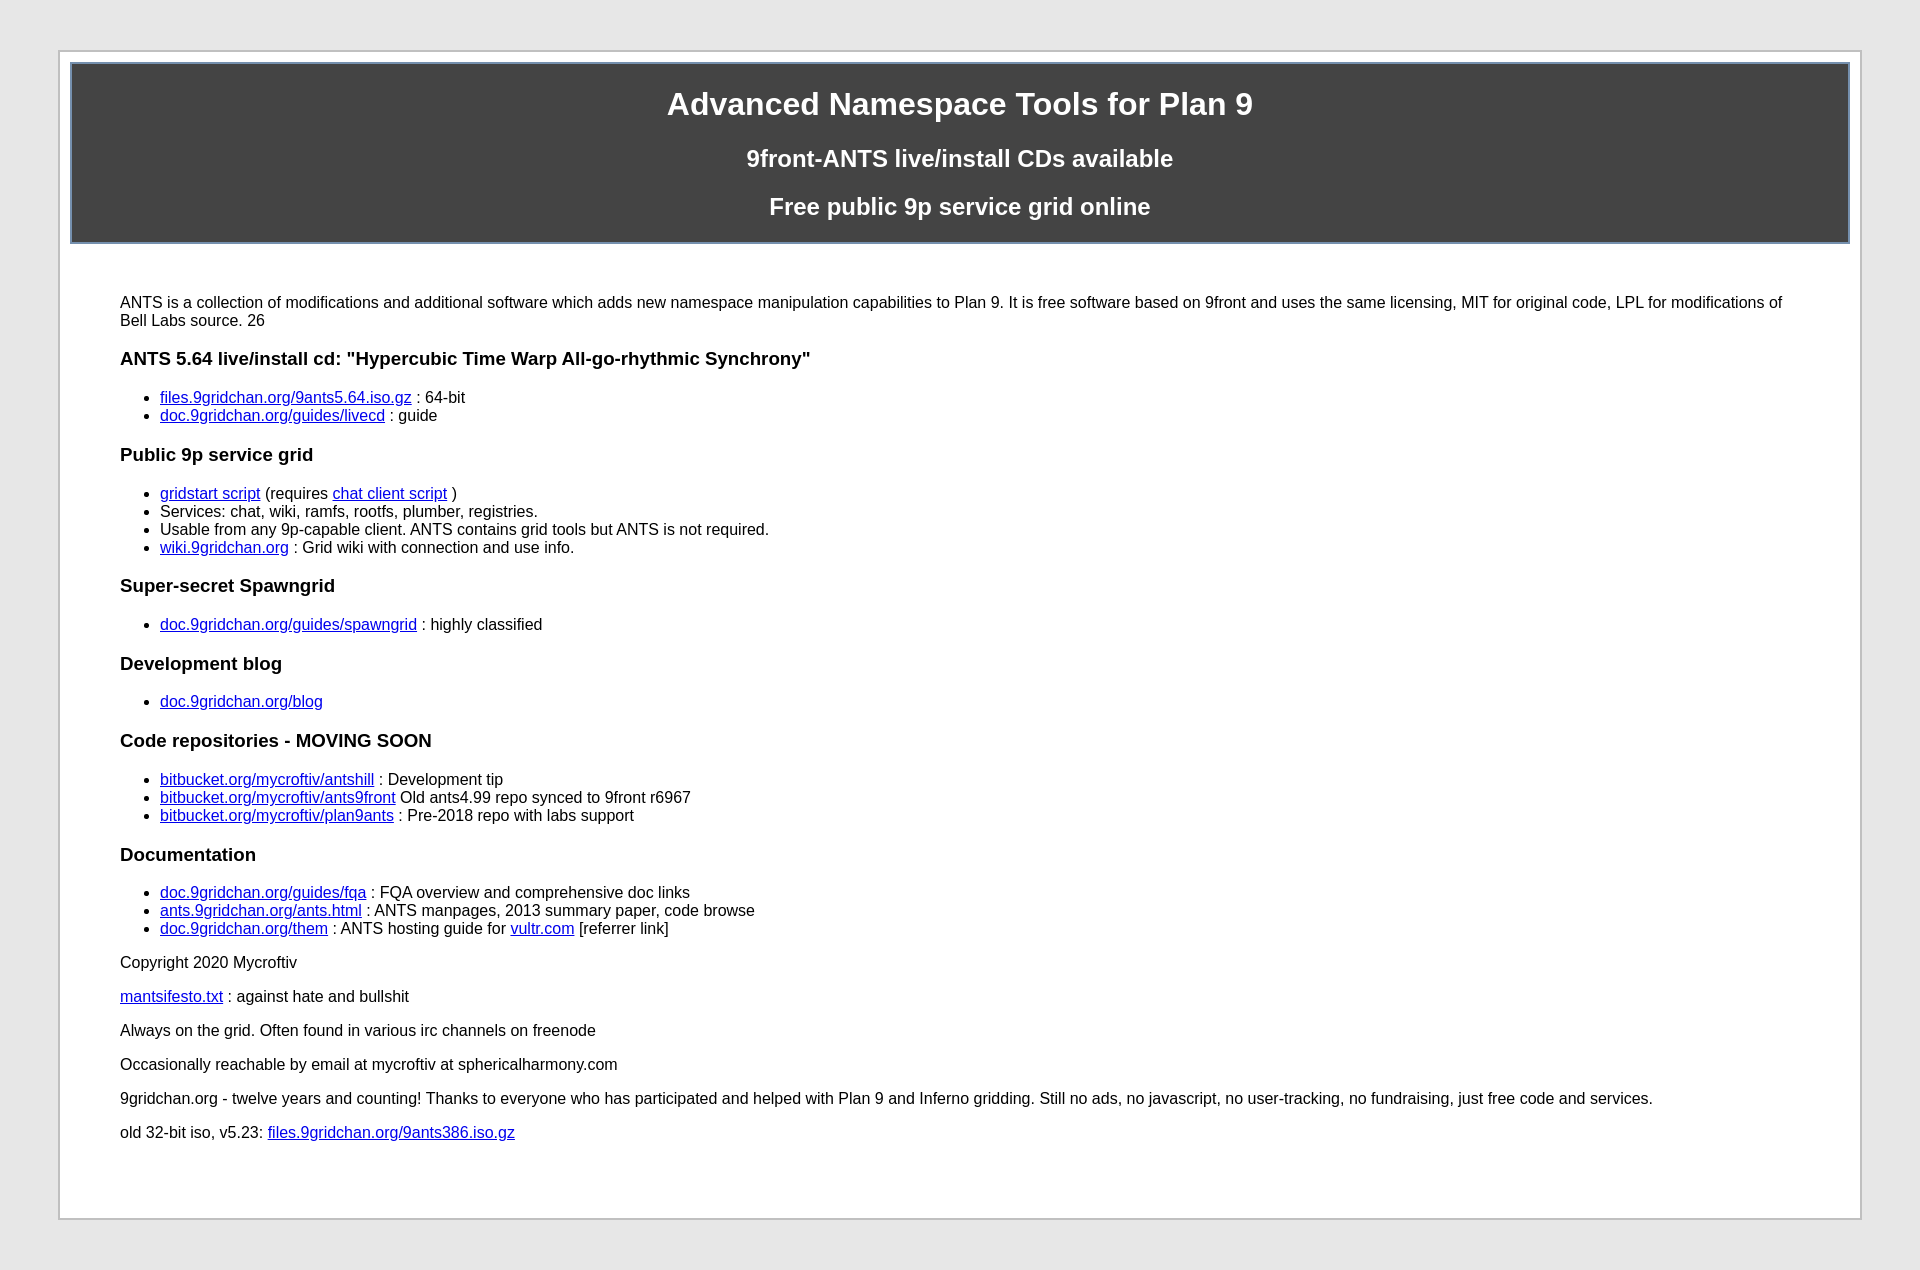 Advanced Namespace Tools for Plan 9
9front-ANTS live/install CDs available
Free public 9p service grid online
ANTS is a collection of modifications and additional software which adds new namespace manipulation capabilities to Plan 9. It is free software based on 9front and uses the same licensing, MIT for original code, LPL for modifications of
Bell Labs source. 26
ANTS 5.64 live/install cd: "Hypercubic Time Warp All-go-rhythmic Synchrony"
files.9gridchan.org/9ants5.64.iso.gz : 64-bit
doc.9gridchan.org/guides/livecd : guide
Public 9p service grid
gridstart script (requires chat client script )
Services: chat, wiki, ramfs, rootfs, plumber, registries.
Usable from any 9p-capable client. ANTS contains grid tools but ANTS is not required.
wiki.9gridchan.org : Grid wiki with connection and use info.
Super-secret Spawngrid
doc.9gridchan.org/guides/spawngrid : highly classified
Development blog
doc.9gridchan.org/blog
Code repositories - MOVING SOON
bitbucket.org/mycroftiv/antshill : Development tip
bitbucket.org/mycroftiv/ants9front Old ants4.99 repo synced to 9front r6967
bitbucket.org/mycroftiv/plan9ants : Pre-2018 repo with labs support
Documentation
doc.9gridchan.org/guides/fqa : FQA overview and comprehensive doc links
ants.9gridchan.org/ants.html : ANTS manpages, 2013 summary paper, code browse
doc.9gridchan.org/them : ANTS hosting guide for vultr.com [referrer link]
Copyright 2020 Mycroftiv
mantsifesto.txt : against hate and bullshit
Always on the grid. Often found in various irc channels on freenode
Occasionally reachable by email at mycroftiv at sphericalharmony.com
9gridchan.org - twelve years and counting! Thanks to everyone who has participated and helped with Plan 9 and Inferno gridding. Still no ads, no javascript, no user-tracking, no fundraising, just free code and services.
old 32-bit iso, v5.23: files.9gridchan.org/9ants386.iso.gz